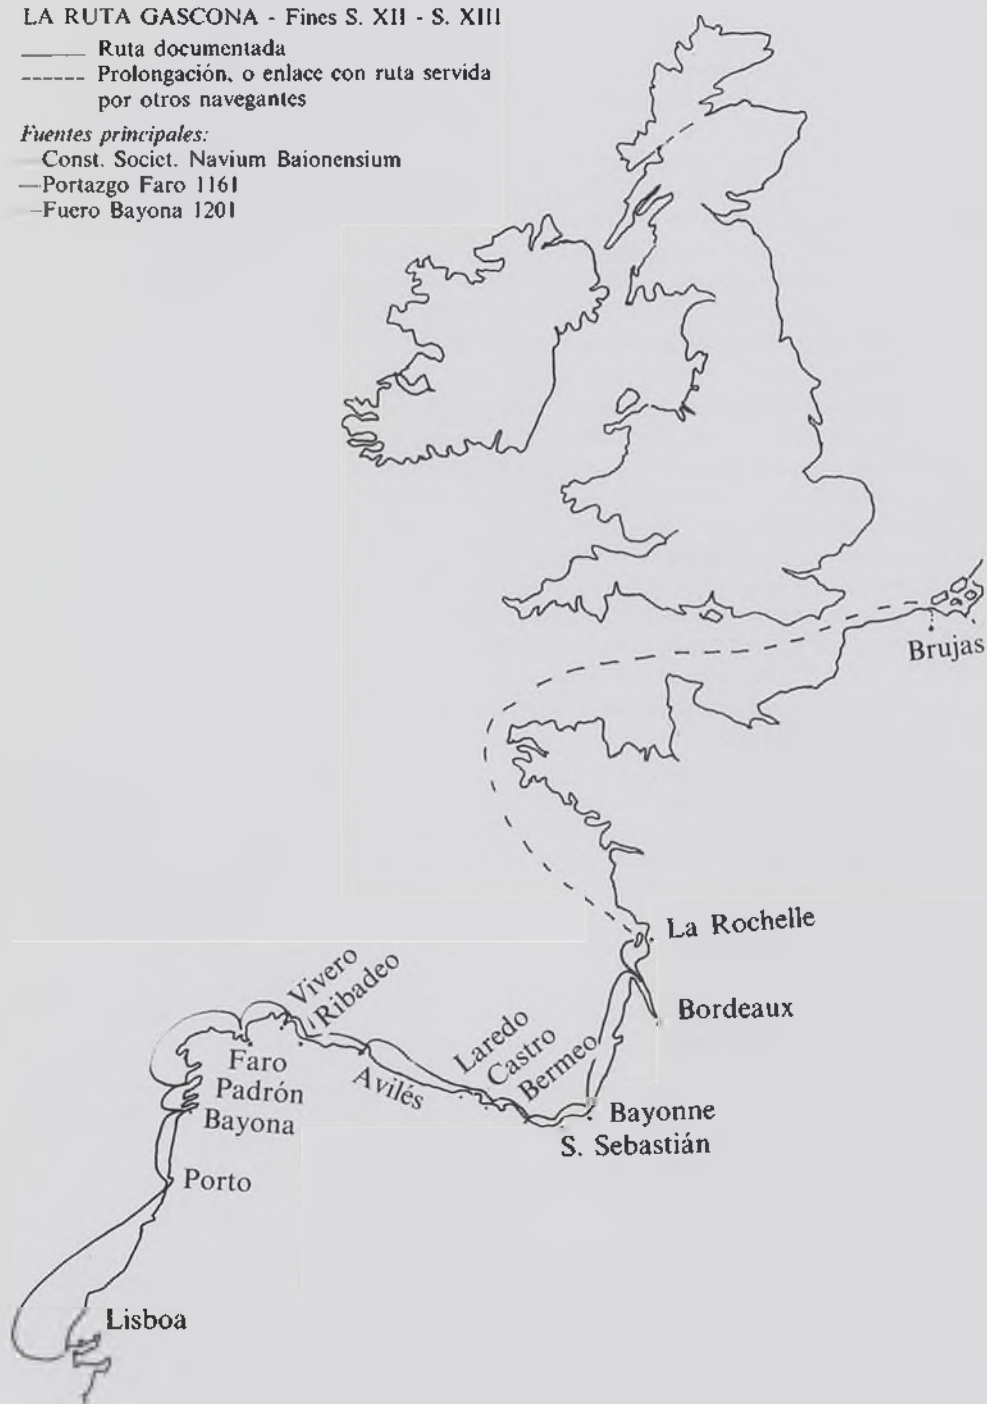 LA RUTA GASCONA - Fines S. XII - S. XIII
Ruta documentada
Prolongación, o enlace con ruta servida
por otros navegantes
Fuentes principales:
Const. Societ. Navium Baionensium
—Portazgo Faro 1161
—Fuero Bayona 1201
Brujas
La Rochelle
Bordeaux
Vivero
Ribadeo
Faro
Padrón
Bayona
Avilés
Laredo
Castro
Bermeo
Bayonne
S. Sebastián
Porto
Lisboa